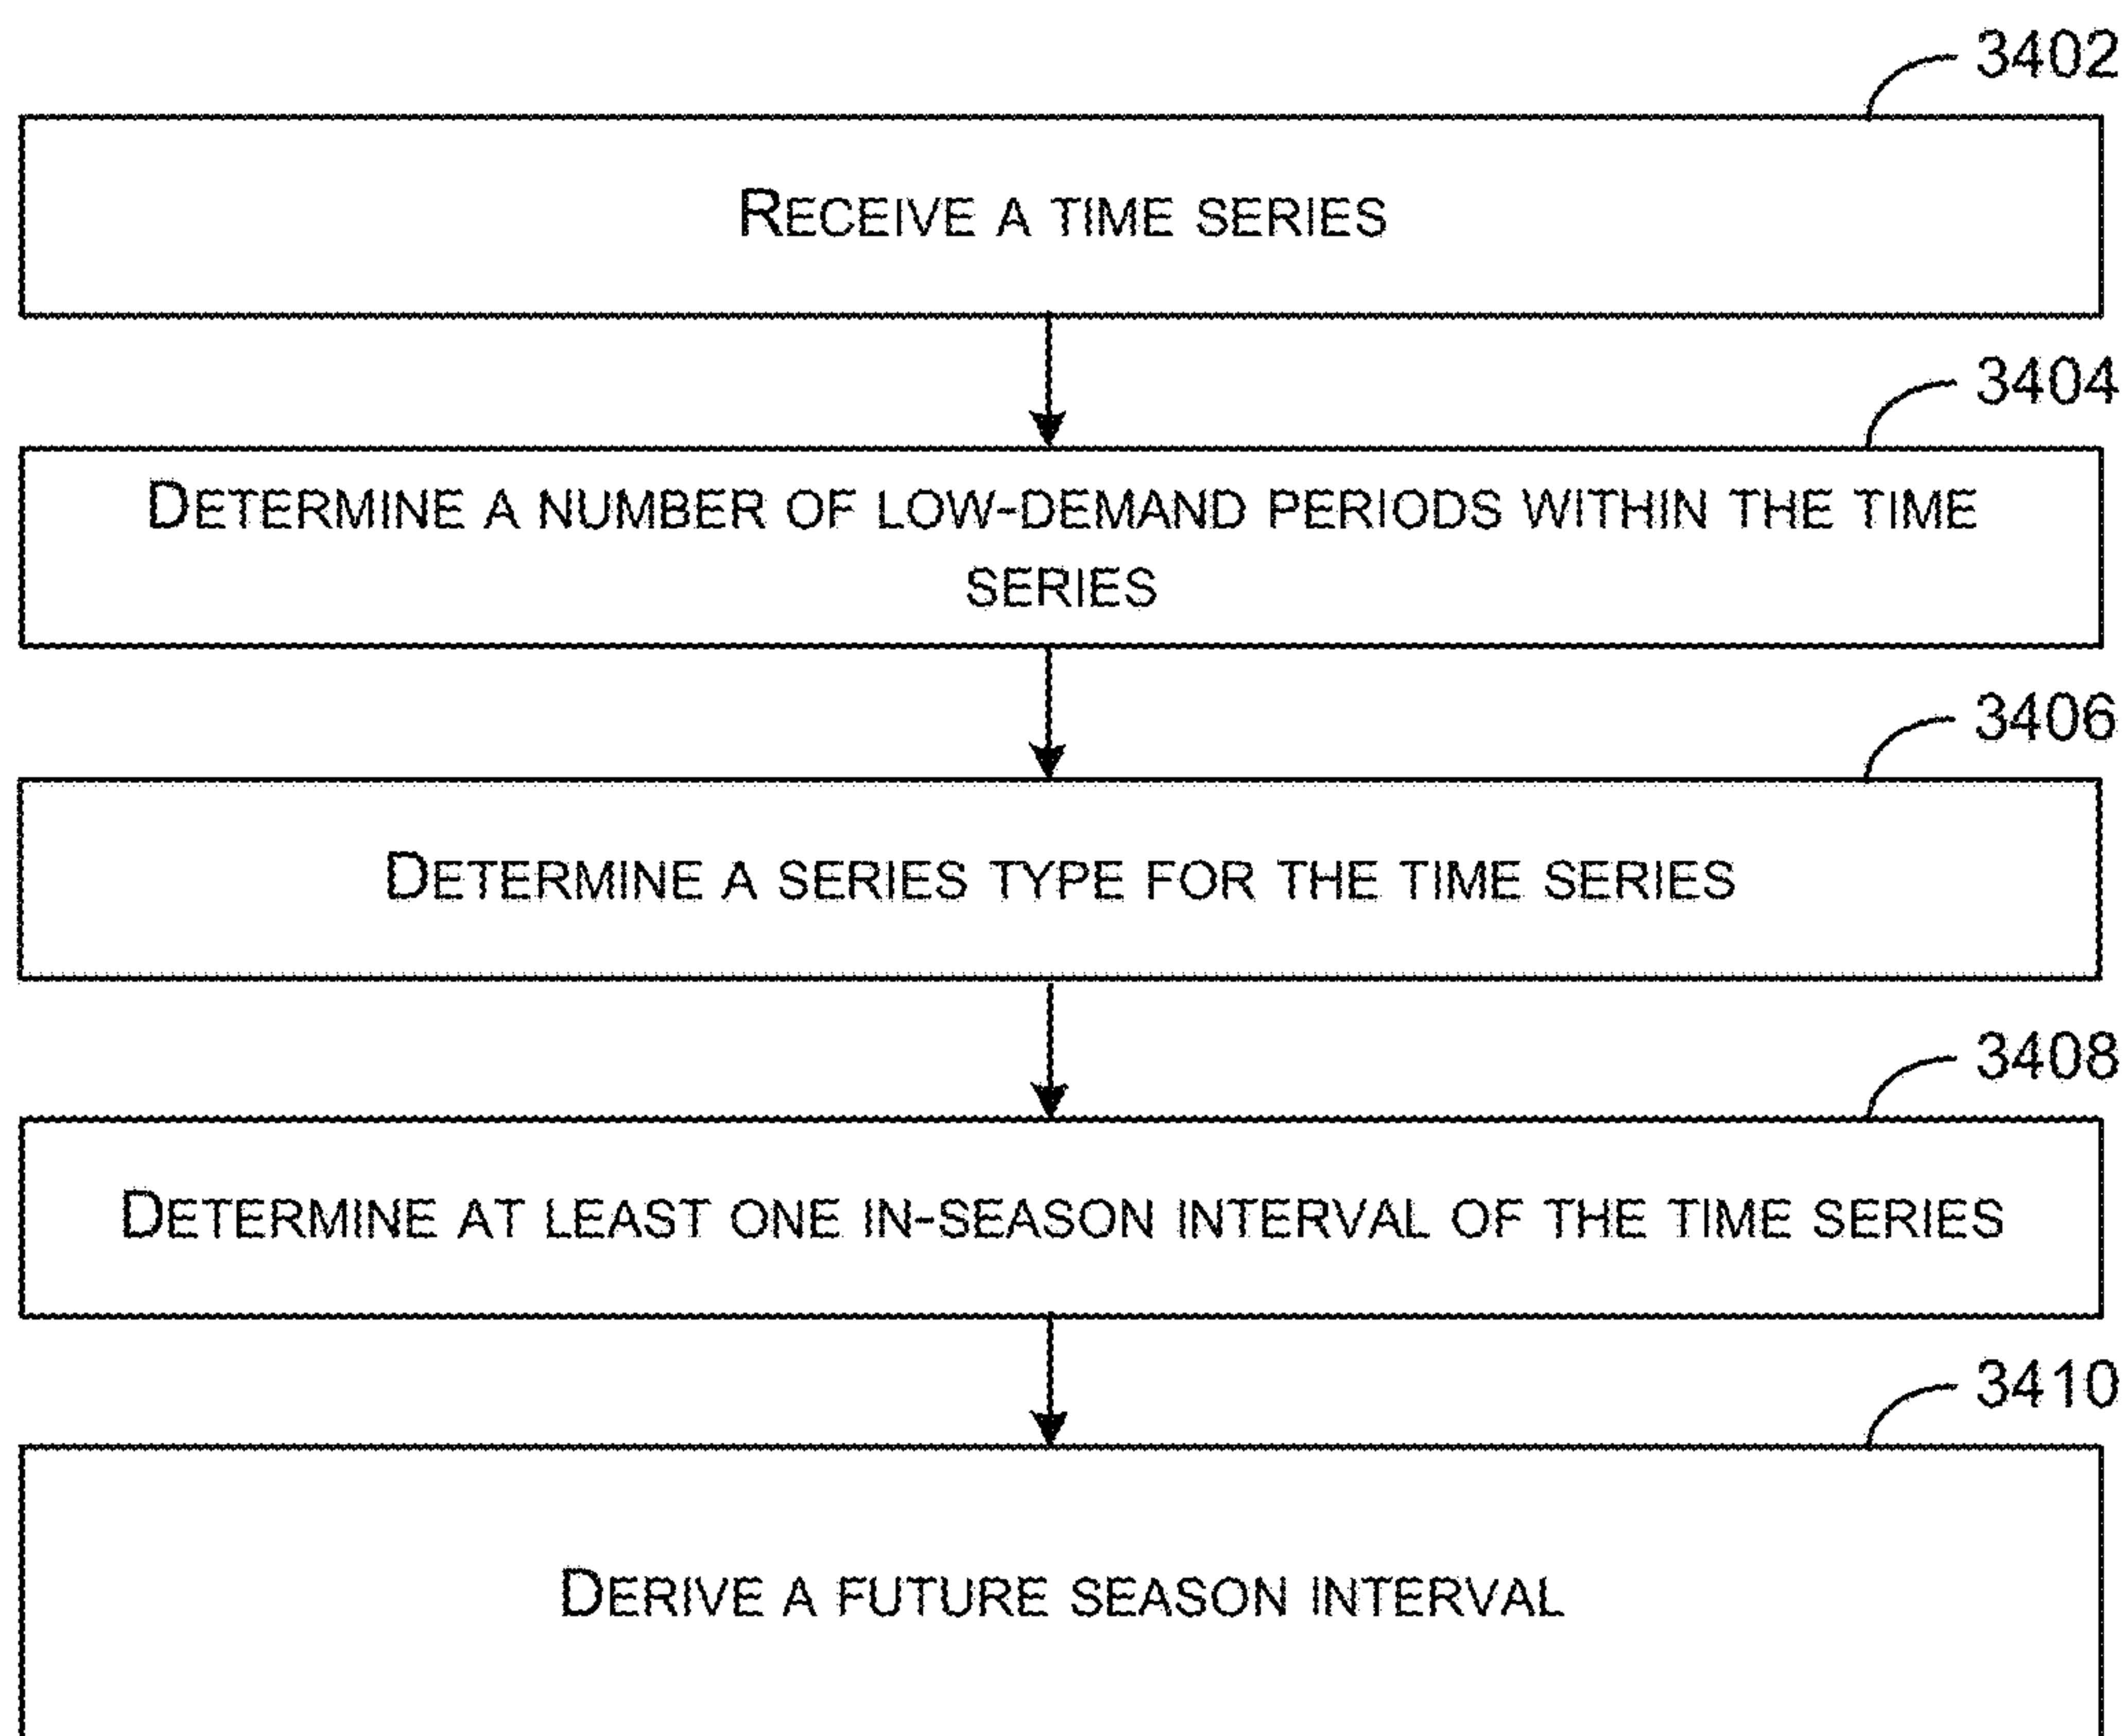 3402
RECEIVE A TIME SERIES
3404
DETERMINE A NUMBER OF LOW-DEMAND PERIODS WITHIN THE TIME
SERIES
3406
DETERMINE A SERIES TYPE FOR THE TIME SERIES
3408
DETERMINE AT LEAST ONE IN-SEASON INTERVAL OF THE TIME SERIES
3410
DERIVE A FUTURE SEASON INTERVAL